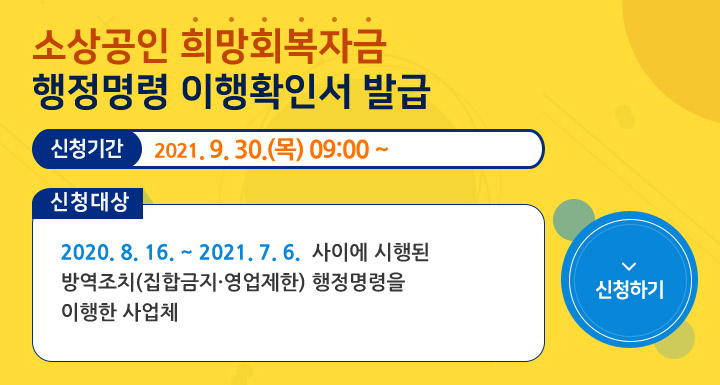 소상공인 희망회복자금
행정명령 이행확인서 발급
신청기간 2021. 9. 30.(목) 09:00 ~
신청대상
2020. 8. 16. ~ 2021. 7. 6. 사이에 시행된
방역조치(집합금지·영업제한) 행정명령을
이행한 사업체
신청하기